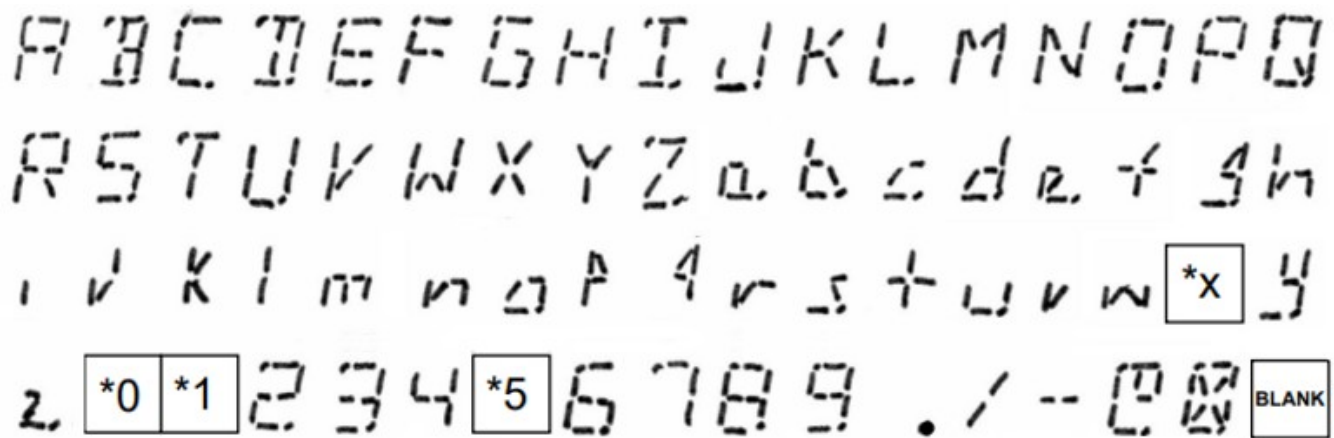 A B C D E F G H I J K L M N O P Q
R S T U V W X Y Z a b c d e f g h
i j k l m n o p q r s t u v w *x y
z *0 *1 2 3 4 *5 6 7 8 9 . / - @ BLANK